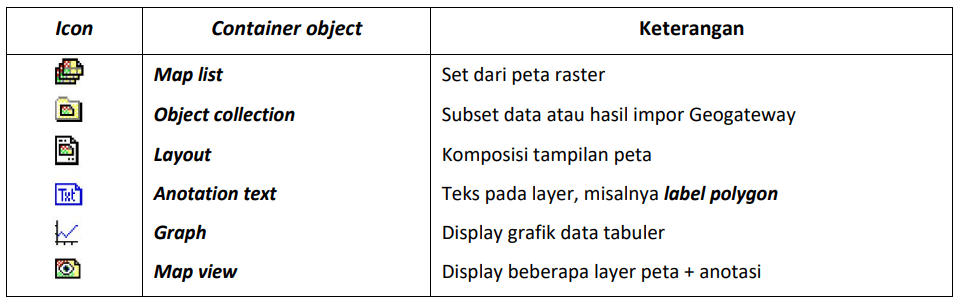 Icon Container object Keterangan
Map list Set dari peta raster
Object collection Subset data atau hasil impor Geogateway
Layout Komposisi tampilan peta
Txt Anotation text Teks pada layer, misalnya label polygon
Graph Display grafik data tabuler
Map view Display beberapa layer peta + anotasi